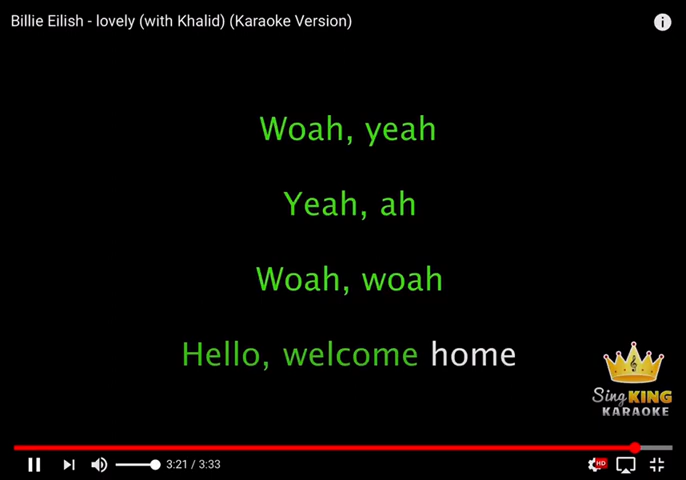 Billie Eilish - lovely (with Khalid) (Karaoke Version)
Woah, yeah
Yeah, ah
Woah, woah
Hello, welcome home
Sing KING
KARAOKE
3:21 / 3:33
HD